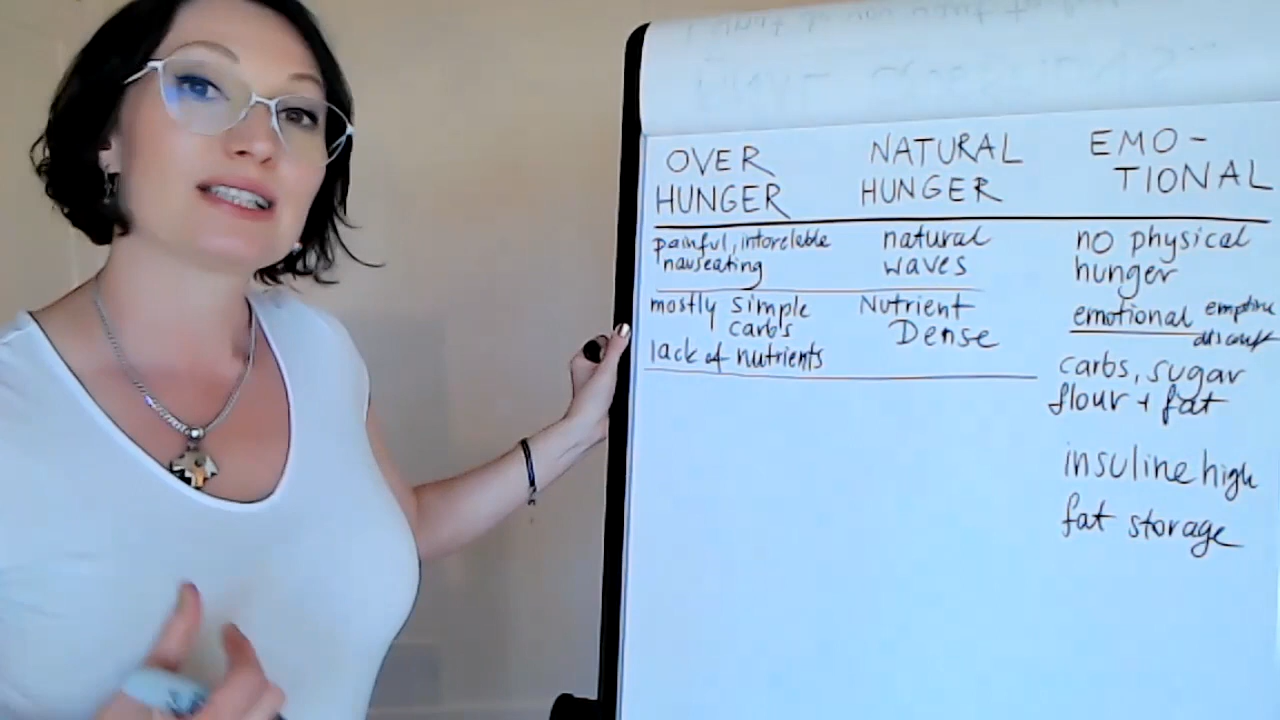 OVER
HUNGER
painful, intorelable
nauseating
mostly simple
carbs
lack of nutrients
NATURAL
HUNGER
natural
waves
Nutrient
Dense
EMO-
TIONAL
no physical
hunger
emotional
carbs, sugar
flour + fat
insuline high
fat storage